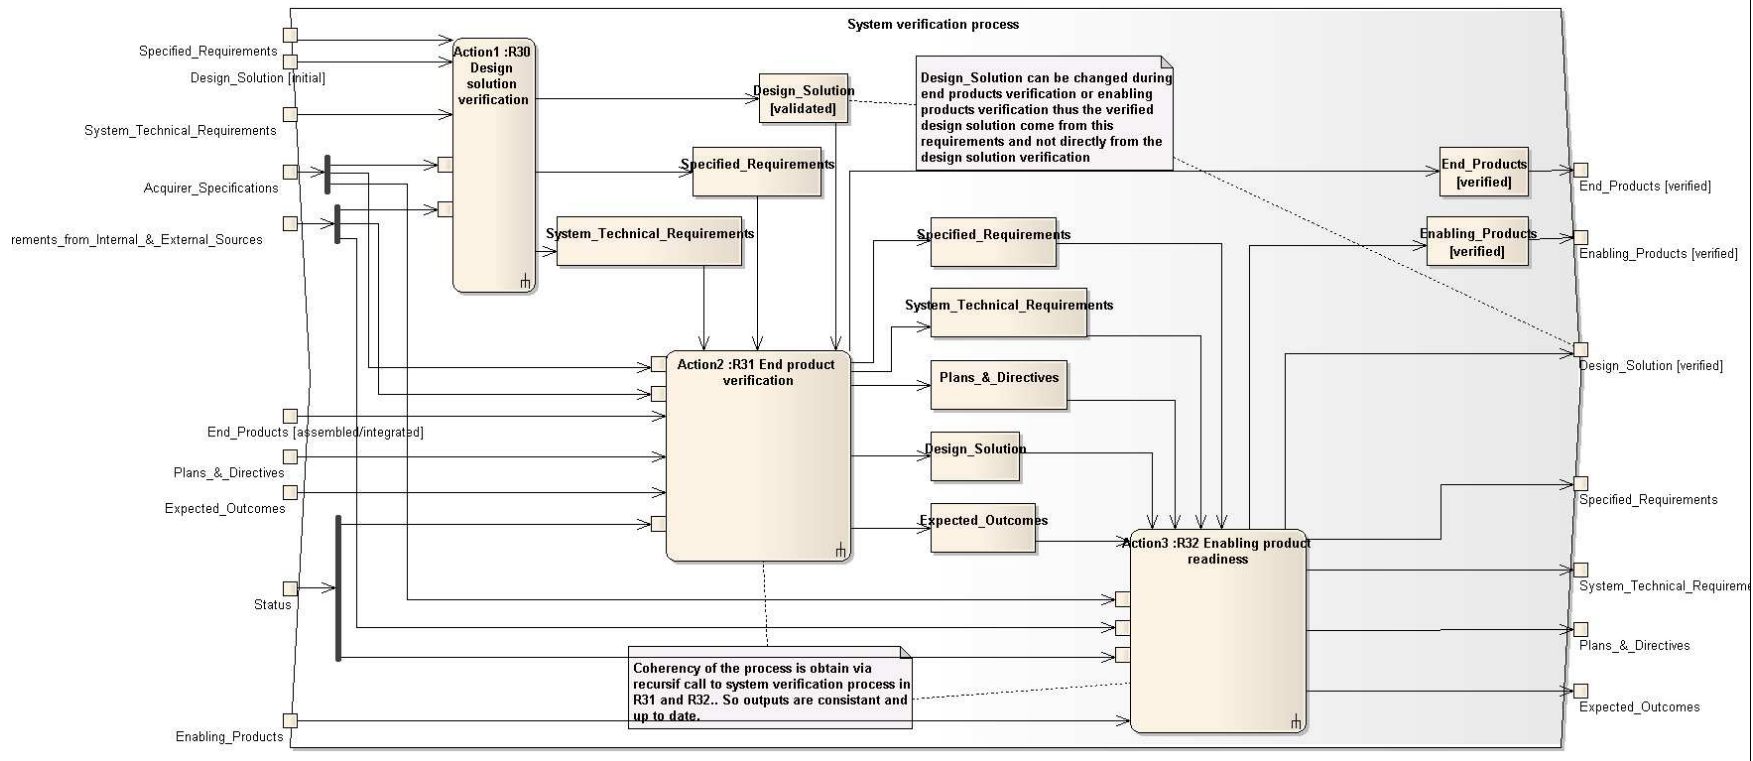 System verification process
Specified_Requirements
Design_Solution [initial]
System_Technical_Requirements
Acquirer_Specifications
rements_from_Internal_&_External_Sources
End_Products [assembled/integrated]
Plans_&_Directives
Expected_Outcomes
Status
Enabling_Products
Action1 :R30
Design
solution
verification
Design_Solution
[validated]
Specified_Requirements
System_Technical_Requirements
Design_Solution can be changed during
end products verification or enabling
products verification thus the verified
design solution come from this
requirements and not directly from the
design solution verification
Action2 :R31 End product
verification
Specified_Requirements
System_Technical_Requirements
Plans_&_Directives
Design_Solution
Expected_Outcomes
Action3 :R32 Enabling product
readiness
Coherency of the process is obtain via
recursif call to system verification process in
R31 and R32.. So outputs are consistant and
up to date.
End_Products
[verified]
Enabling_Products
[verified]
End_Products [verified]
Enabling_Products [verified]
Design_Solution [verified]
Specified_Requirements
System_Technical_Requireme
Plans_&_Directives
Expected_Outcomes